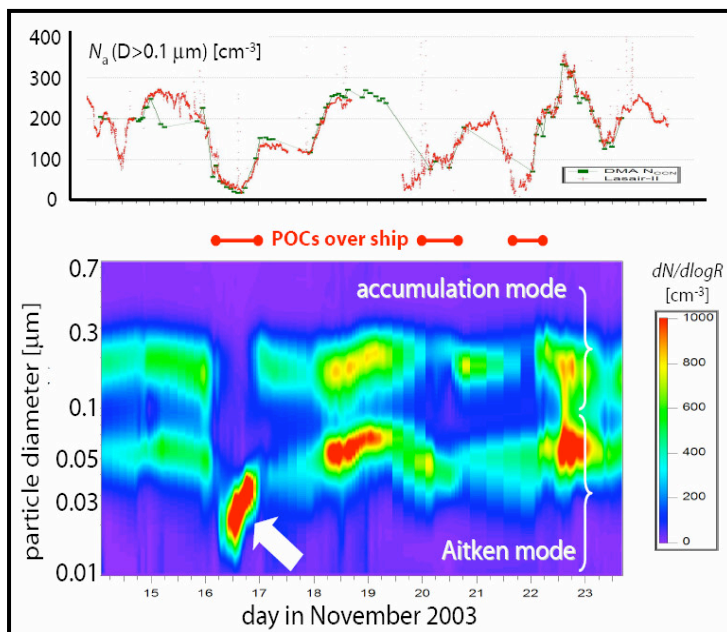 400
N_a (D>0.1 μm) [cm⁻³]
300
200
100
0
DMA N_CCN
Lasair-II
POCs over ship
0.7
0.3
0.1
0.05
0.03
0.01
particle diameter [μm]
accumulation mode
Aitken mode
dN/dlogR
[cm⁻³]
1000
800
600
400
200
0
15 16 17 18 19 20 21 22 23
day in November 2003